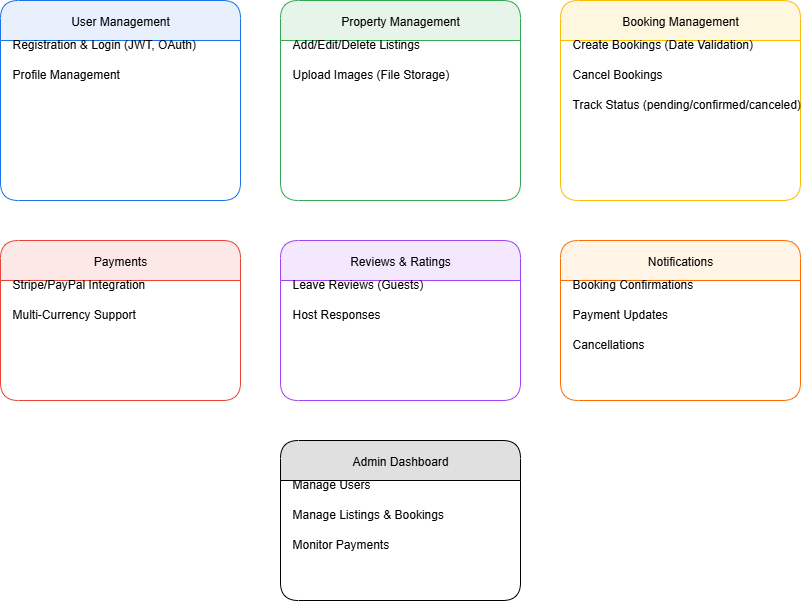 User Management
Registration & Login (JWT, OAuth)
Profile Management
Property Management
Add/Edit/Delete Listings
Upload Images (File Storage)
Booking Management
Create Bookings (Date Validation)
Cancel Bookings
Track Status (pending/confirmed/canceled)
Payments
Stripe/PayPal Integration
Multi-Currency Support
Reviews & Ratings
Leave Reviews (Guests)
Host Responses
Notifications
Booking Confirmations
Payment Updates
Cancellations
Admin Dashboard
Manage Users
Manage Listings & Bookings
Monitor Payments